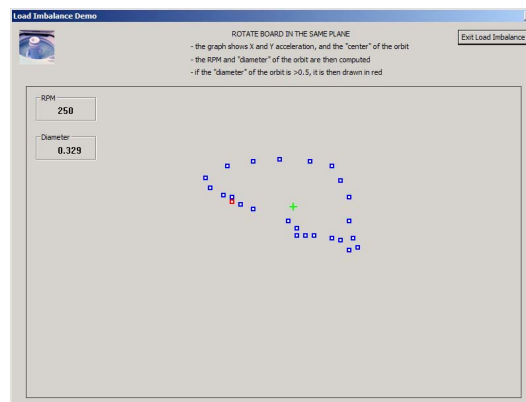 Load Imbalance Demo
ROTATE BOARD IN THE SAME PLANE
- the graph shows X and Y acceleration, and the "center" of the orbit
- the RPM and "diameter" of the orbit are then computed
- if the "diameter" of the orbit is >0.5, it is then drawn in red
Exit Load Imbalance
RPM
250
Diameter
0.329